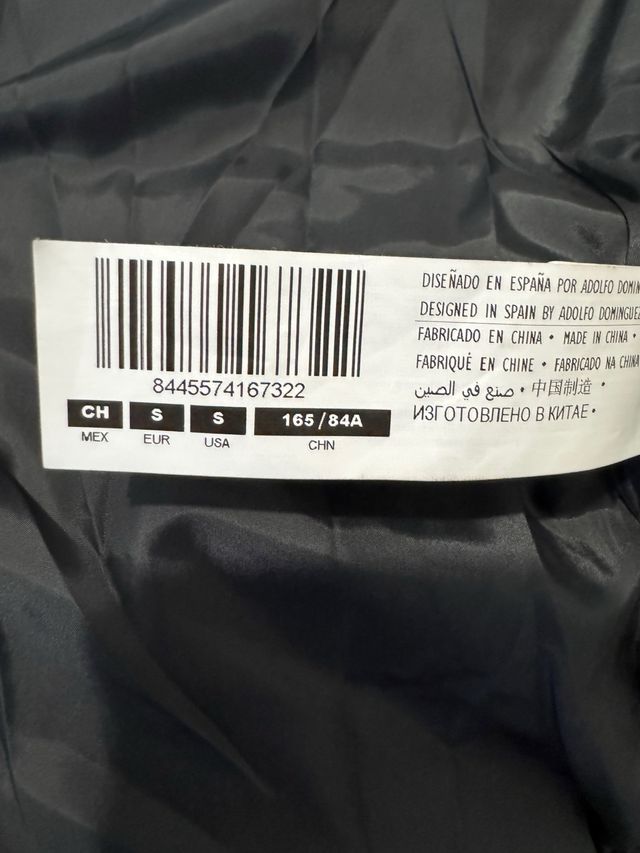 8445574167322
CH S S 165/84A
MEX EUR USA CHN
DISEÑADO EN ESPAÑA POR ADOLFO
DESIGNED IN SPAIN BY ADOLFO DOMINGUEZ
FABRICADO EN CHINA • MADE IN CHINA •
FABRIQUÉ EN CHINE • FABRICADO NA CHINA
صنع في الصين • 中国制造 •
ИЗГОТОВЛЕНО В КИТАЕ •